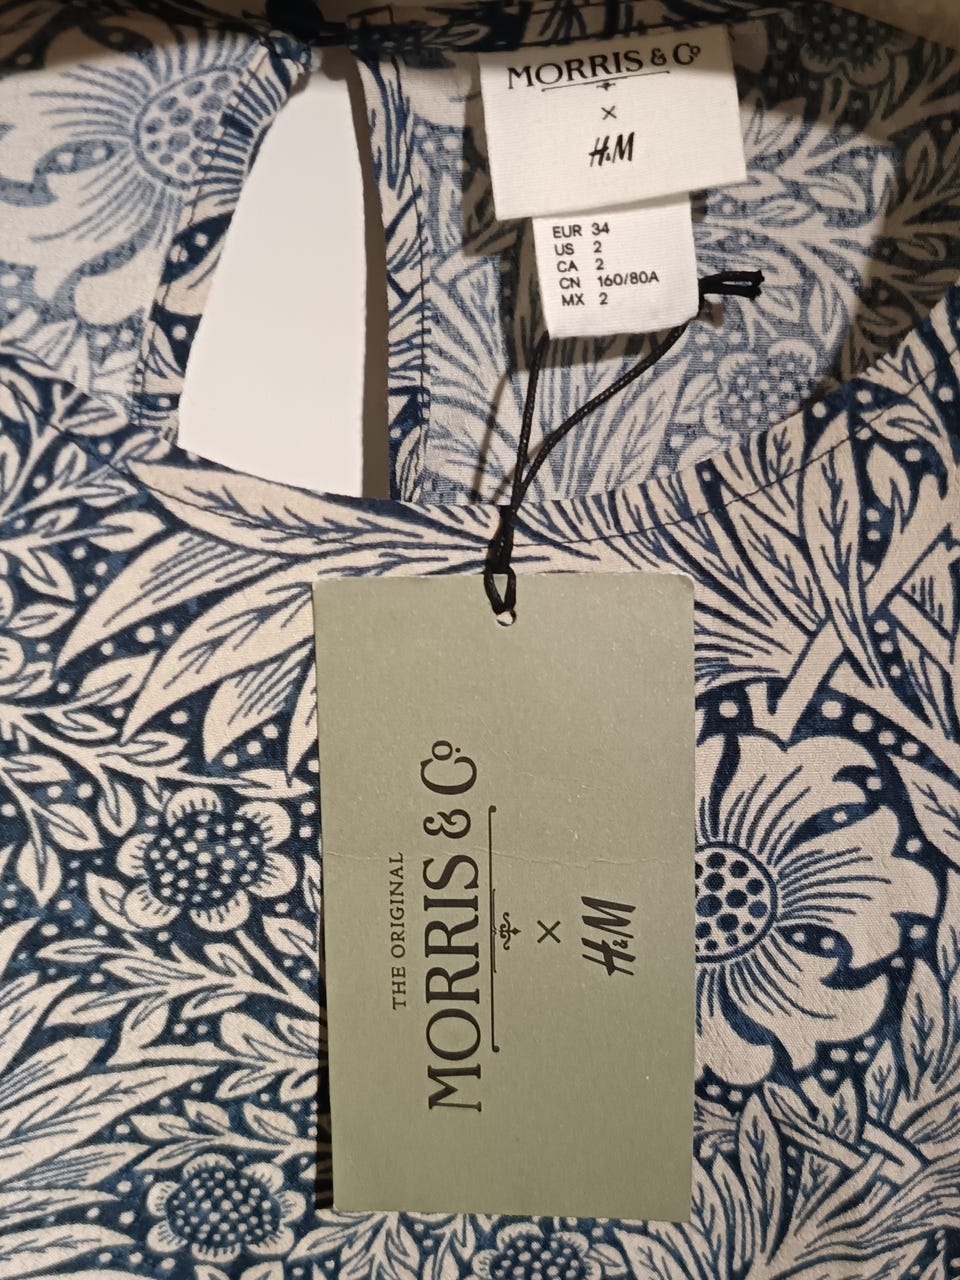 MORRIS & Co
×
H&M
EUR 34
US 2
CA 2
CN 160/80A
MX 2
THE ORIGINAL
MORRIS & Co.
×
H&M